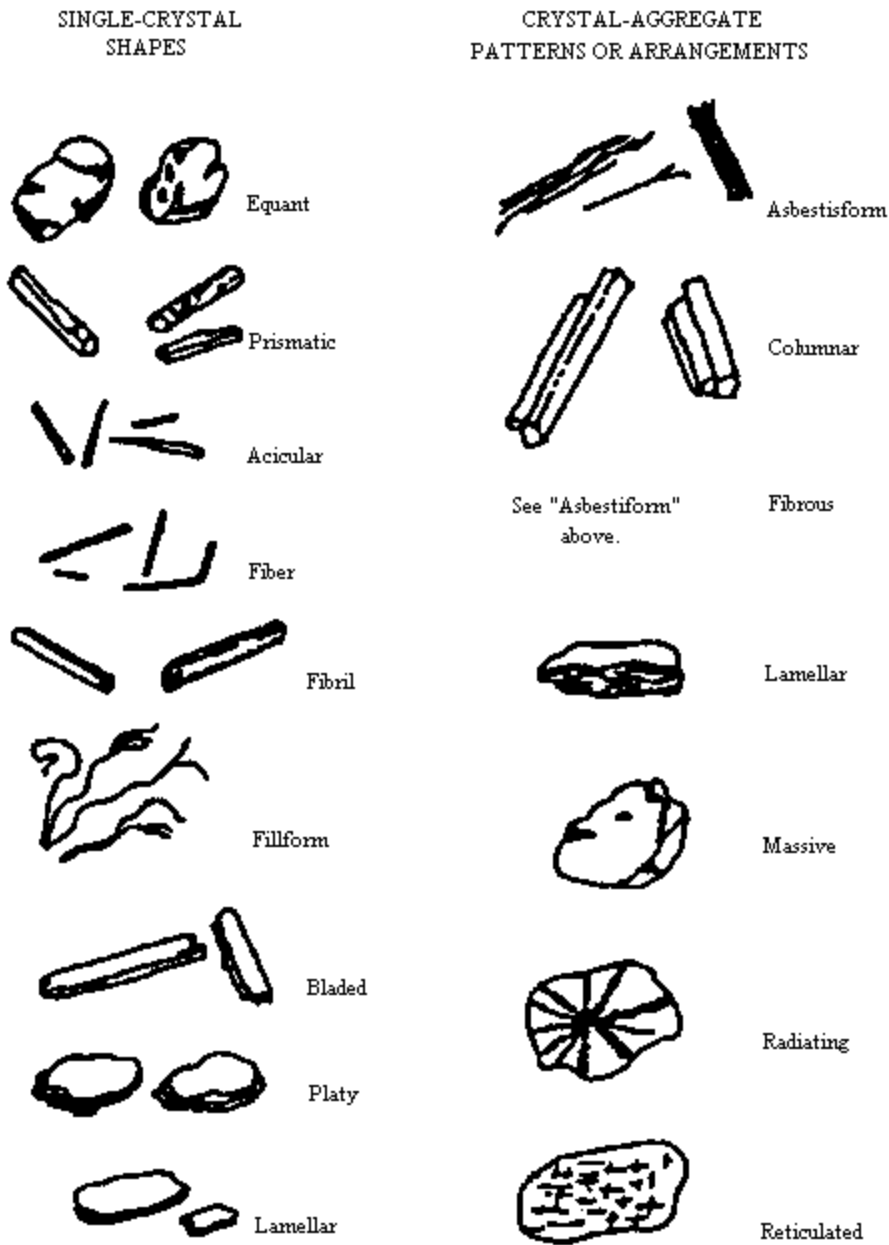 SINGLE-CRYSTAL
SHAPES
Equant
Prismatic
Acicular
Fiber
Fibril
Fillform
Bladed
Platy
Lamellar
CRYSTAL-AGGREGATE
PATTERNS OR ARRANGEMENTS
Asbestisform
Columnar
See "Asbestiform"
above.
Fibrous
Lamellar
Massive
Radiating
Reticulated